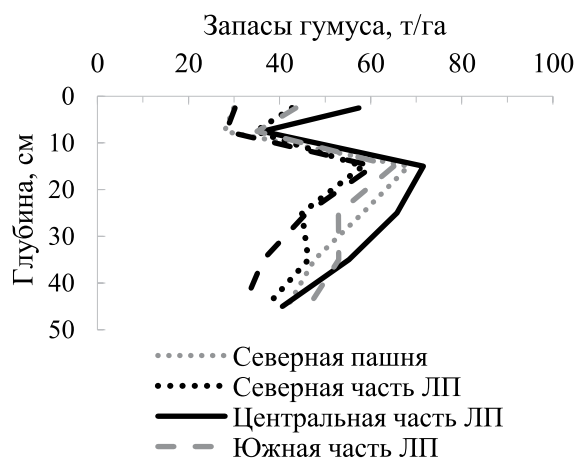 Запасы гумуса, т/га
0 20 40 60 80 100
0
10
20
30
40
50
Глубина, см
Северная пашня
Северная часть ЛП
Центральная часть ЛП
Южная часть ЛП